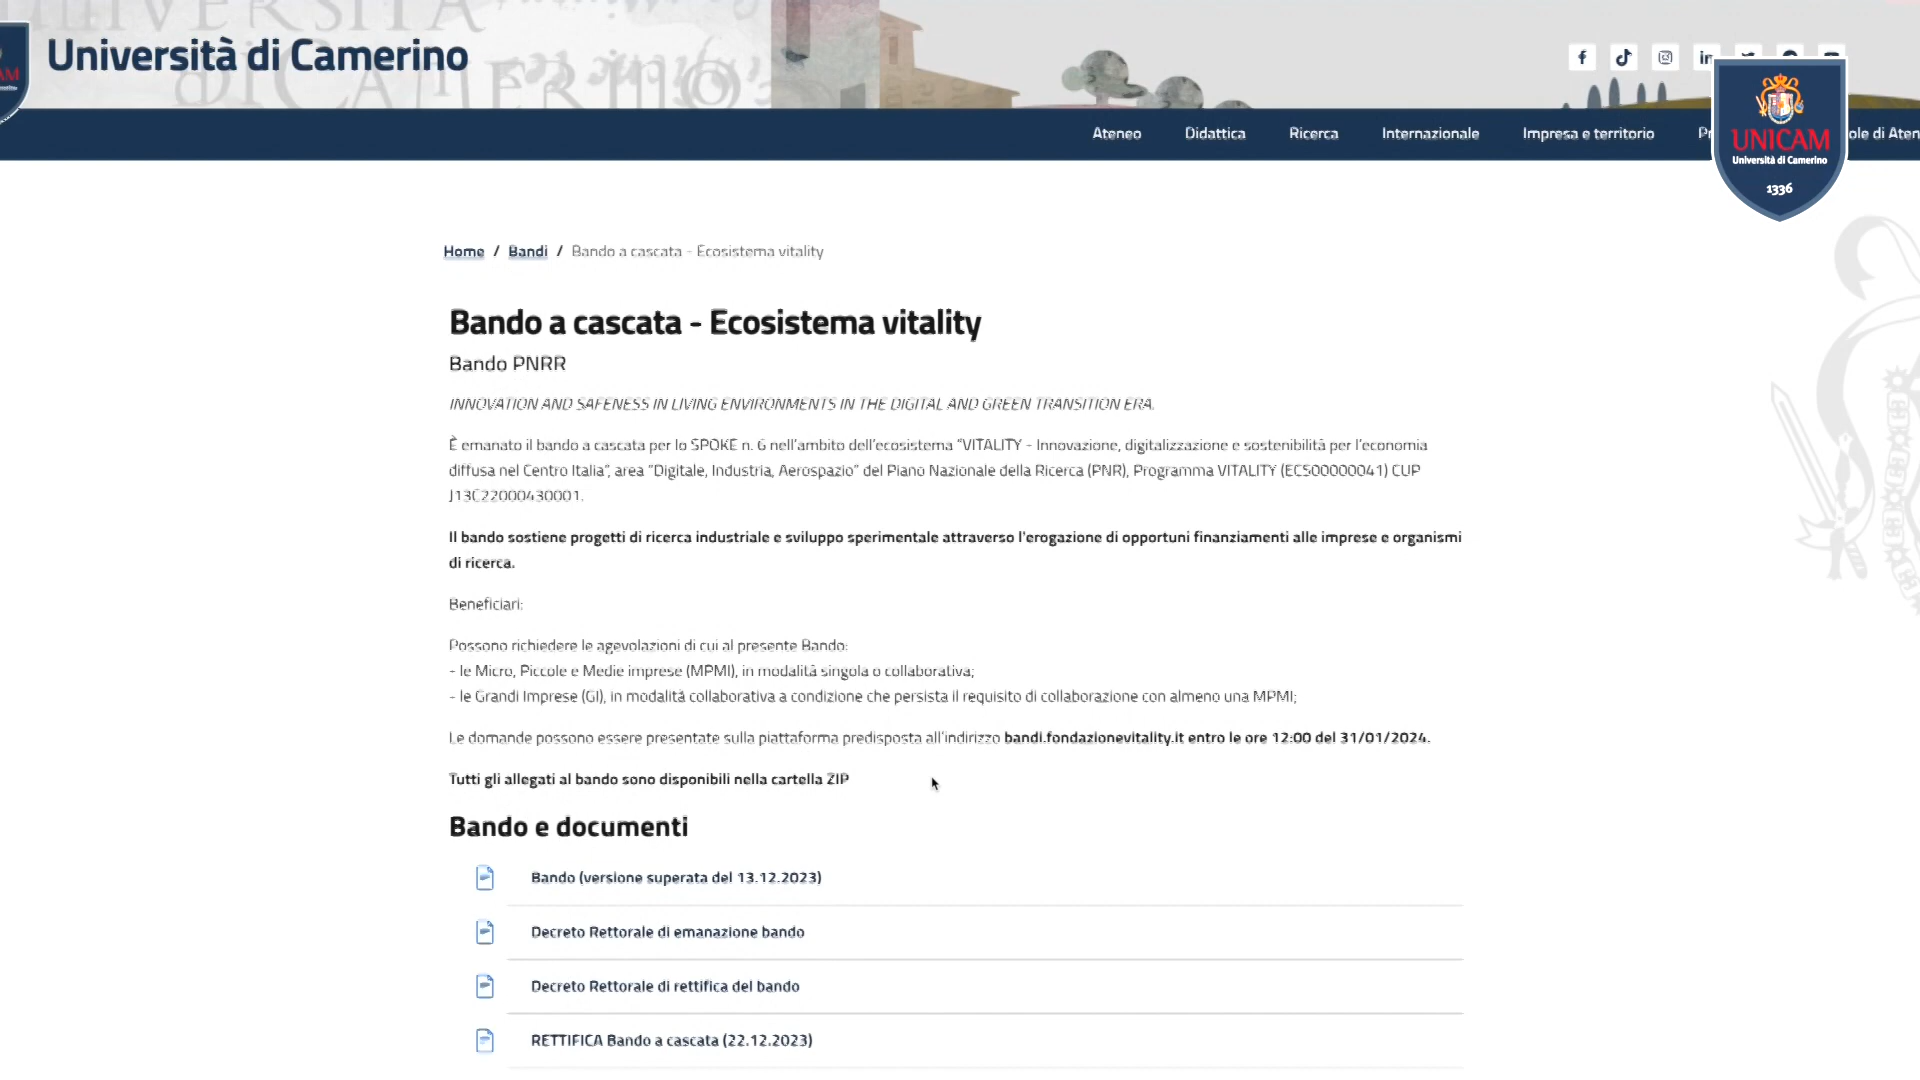 Università di Camerino
Ateneo Didattica Ricerca Internazionale Impresa e territorio
UNICAM
Università di Camerino
1336
Home / Bandi / Bando a cascata - Ecosistema vitality
Bando a cascata - Ecosistema vitality
Bando PNRR
INNOVATION AND SAFENESS IN LIVING ENVIRONMENTS IN THE DIGITAL AND GREEN TRANSITION ERA.
È emanato il bando a cascata per lo SPOKE n. 6 nell'ambito dell'ecosistema "VITALITY - Innovazione, digitalizzazione e sostenibilità per l'economia
diffusa nel Centro Italia", area "Digitale, Industria, Aerospazio" del Piano Nazionale della Ricerca (PNR), Programma VITALITY (ECS00000041) CUP
J13C22000430001.
Il bando sostiene progetti di ricerca industriale e sviluppo sperimentale attraverso l'erogazione di opportuni finanziamenti alle imprese e organismi
di ricerca.
Beneficiari:
Possono richiedere le agevolazioni di cui al presente Bando:
- le Micro, Piccole e Medie imprese (MPMI), in modalità singola o collaborativa;
- le Grandi Imprese (GI), in modalità collaborativa a condizione che persista il requisito di collaborazione con almeno una MPMI;
Le domande possono essere presentate sulla piattaforma predisposta all'indirizzo bandi.fondazionevitality.it entro le ore 12:00 del 31/01/2024.
Tutti gli allegati al bando sono disponibili nella cartella ZIP
Bando e documenti
Bando (versione superata del 13.12.2023)
Decreto Rettorale di emanazione bando
Decreto Rettorale di rettifica del bando
RETTIFICA Bando a cascata (22.12.2023)